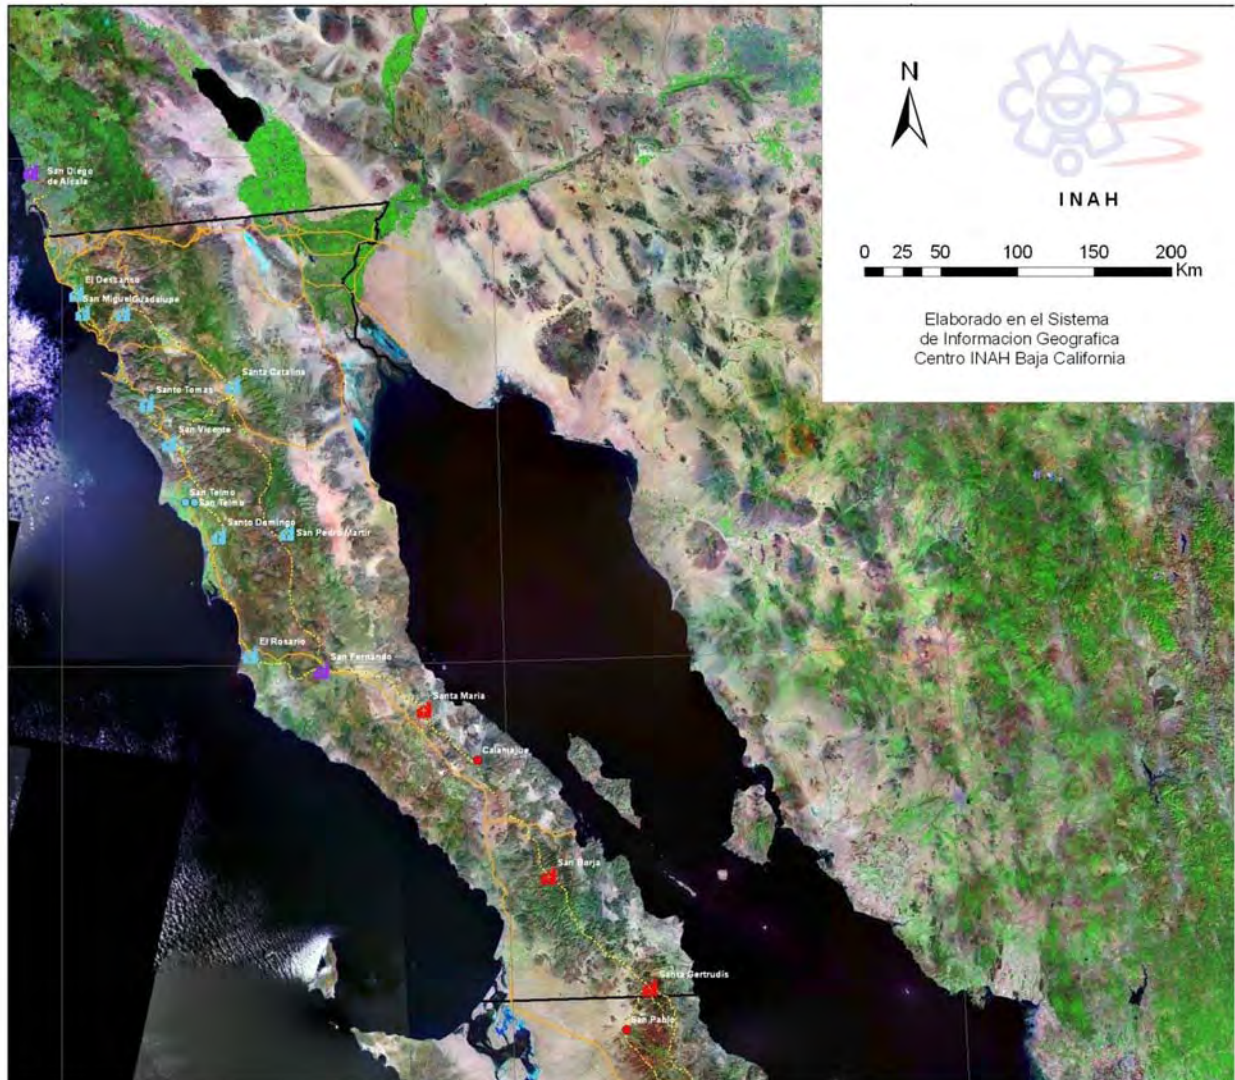 N
INAH
0 25 50 100 150 200
Km
Elaborado en el Sistema
de Informacion Geografica
Centro INAH Baja California
San Diego
de Alcala
El Descanso
San Miguel
Guadalupe
Santa Catalina
Santo Tomas
San Vicente
San Telmo
San Telmo
Santo Domingo
San Pedro Martir
El Rosario
San Fernando
Santa Maria
Calamajue
San Borja
Santa Gertrudis
San Pablo